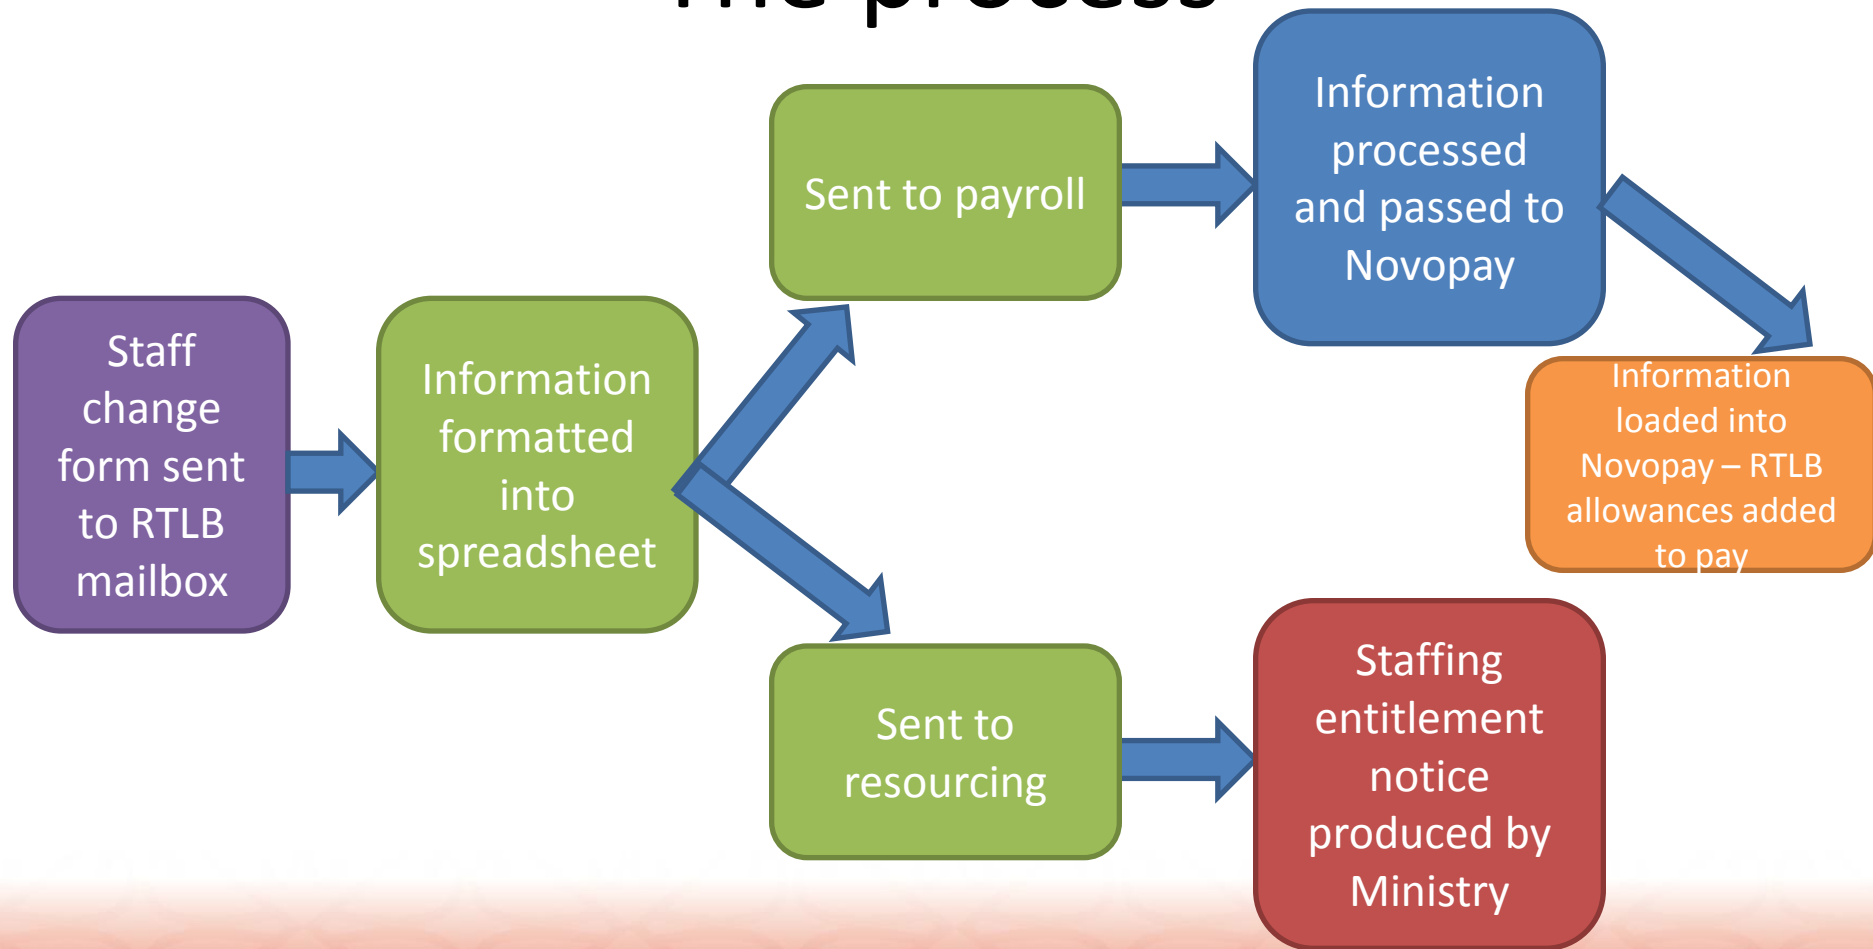 The process
Staff
change
form sent
to RTLB
mailbox
Information
formatted
into
spreadsheet
Sent to payroll
Information
processed
and passed to
Novopay
Information
loaded into
Novopay – RTLB
allowances added
to pay
Sent to
resourcing
Staffing
entitlement
notice
produced by
Ministry